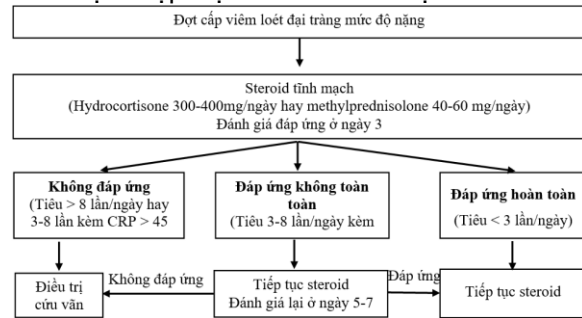 Đợt cấp viêm loét đại tràng mức độ nặng
Steroid tĩnh mạch
(Hydrocortisone 300-400mg/ngày hay methylprednisolone 40-60 mg/ngày)
Đánh giá đáp ứng ở ngày 3
Không đáp ứng
(Tiêu > 8 lần/ngày hay
3-8 lần kèm CRP > 45
Đáp ứng không toàn
toàn
(Tiêu 3-8 lần/ngày kèm
Đáp ứng hoàn toàn
(Tiêu < 3 lần/ngày)
Điều trị
cứu vãn
Không đáp ứng
Tiếp tục steroid
Đánh giá lại ở ngày 5-7
Đáp ứng
Tiếp tục steroid